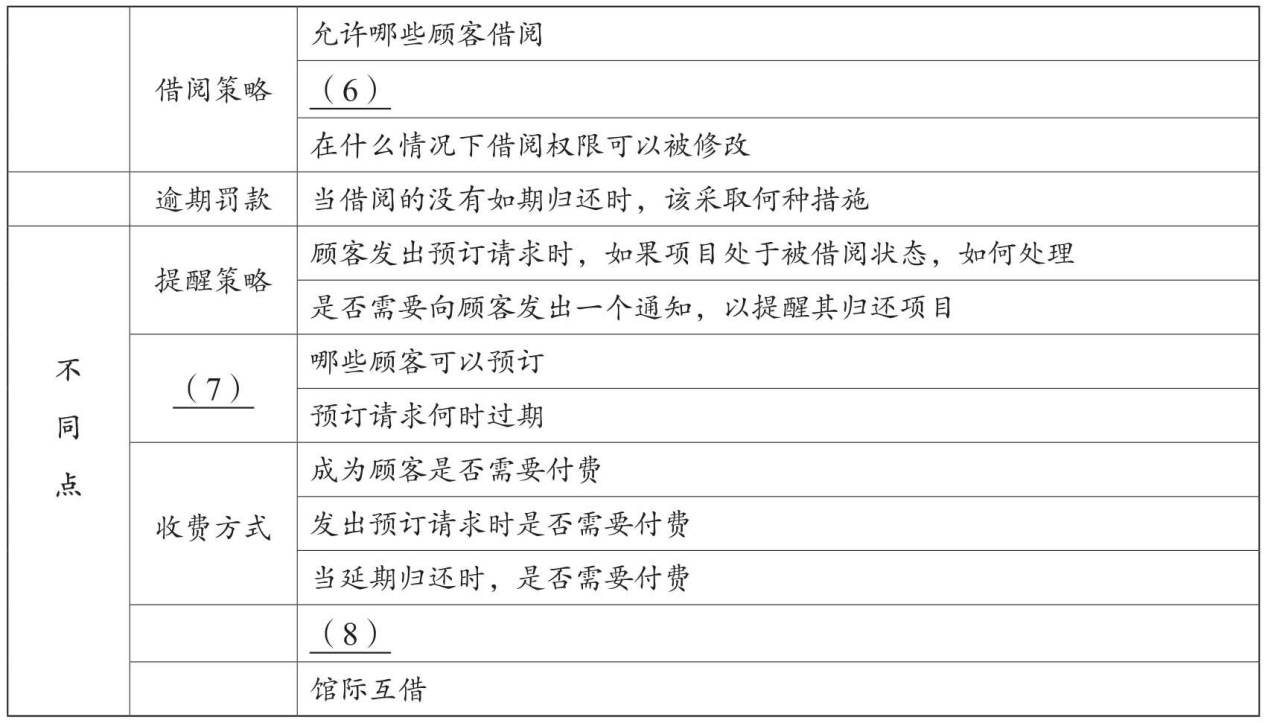 借阅策略
允许哪些顾客借阅
（6）
在什么情况下借阅权限可以被修改
逾期罚款
当借阅的没有如期归还时，该采取何种措施
不同点
提醒策略
顾客发出预订请求时，如果项目处于被借阅状态，如何处理
是否需要向顾客发出一个通知，以提醒其归还项目
（7）
哪些顾客可以预订
预订请求何时过期
收费方式
成为顾客是否需要付费
发出预订请求时是否需要付费
当延期归还时，是否需要付费
（8）
馆际互借